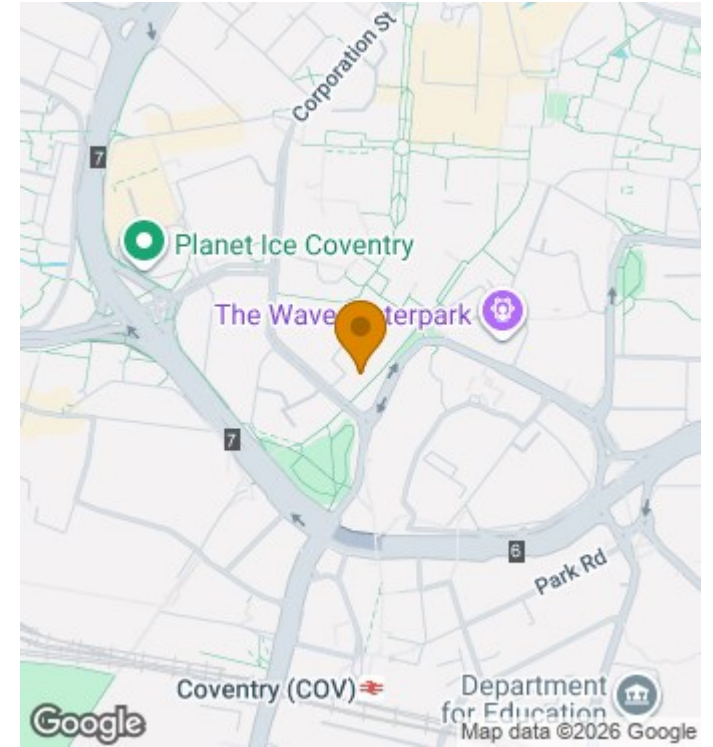 Corporation St
7
Planet Ice Coventry
The Wave
terpark
7
6
Park Rd
Coventry (COV)
Department
for Education
Google
Map data ©2026 Google